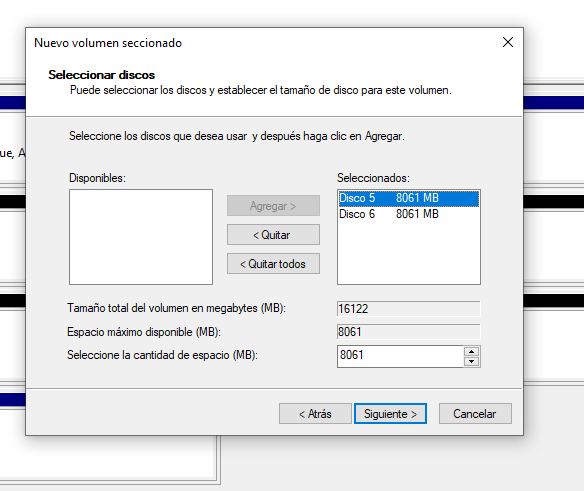 Nuevo volumen seccionado
Seleccionar discos
Puede seleccionar los discos y establecer el tamaño de disco para este volumen.
Seleccione los discos que desea usar y después haga clic en Agregar.
Disponibles:
Seleccionados:
Agregar >
Disco 5 8061 MB
Disco 6 8061 MB
< Quitar
< Quitar todos
Tamaño total del volumen en megabytes (MB): 16122
Espacio máximo disponible (MB): 8061
Seleccione la cantidad de espacio (MB): 8061
< Atrás Siguiente > Cancelar
ue, A